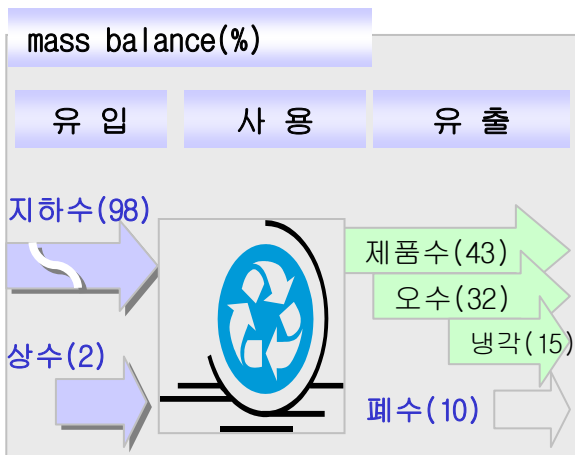 mass balance(%)
유 입 사 용 유 출
지하수(98)
제품수(43)
오수(32)
상수(2)
냉각(15)
폐수(10)